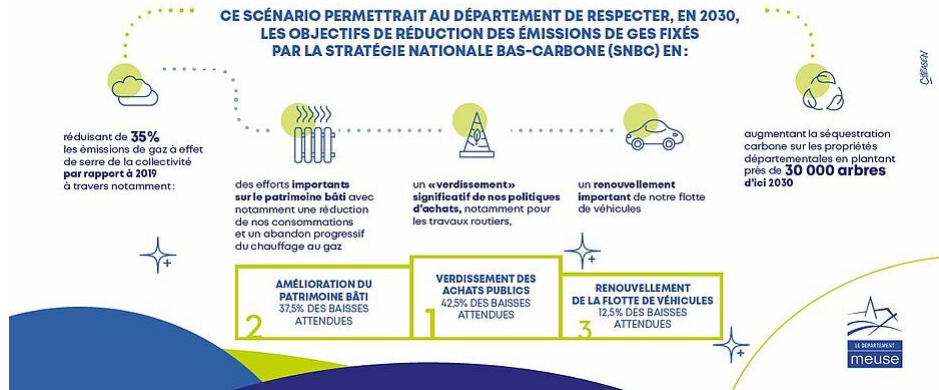 CE SCÉNARIO PERMETTRAIT AU DÉPARTEMENT DE RESPECTER, EN 2030,
LES OBJECTIFS DE RÉDUCTION DES ÉMISSIONS DE GES FIXÉS
PAR LA STRATÉGIE NATIONALE BAS-CARBONE (SNBC) EN :
réduisant de 35%
les émissions de gaz à effet
de serre de la collectivité
par rapport à 2019
à travers notamment :
des efforts importants
sur le patrimoine bâti avec
notamment une réduction
de nos consommations
et un abandon progressif
du chauffage au gaz
un «verdissement»
significatif de nos politiques
d'achats, notamment pour
les travaux routiers,
un renouvellement
important de notre flotte
de véhicules
augmentant la séquestration
carbone sur les propriétés
départementales en plantant
près de 30 000 arbres
d'ici 2030
AMÉLIORATION DU
PATRIMOINE BÂTI
37,5% DES BAISSES
ATTENDUES
2
VERDISSEMENT DES
ACHATS PUBLICS
42,5% DES BAISSES
ATTENDUES
1
RENOUVELLEMENT
DE LA FLOTTE DE VÉHICULES
12,5% DES BAISSES
ATTENDUES
3
LE DÉPARTEMENT
meuse